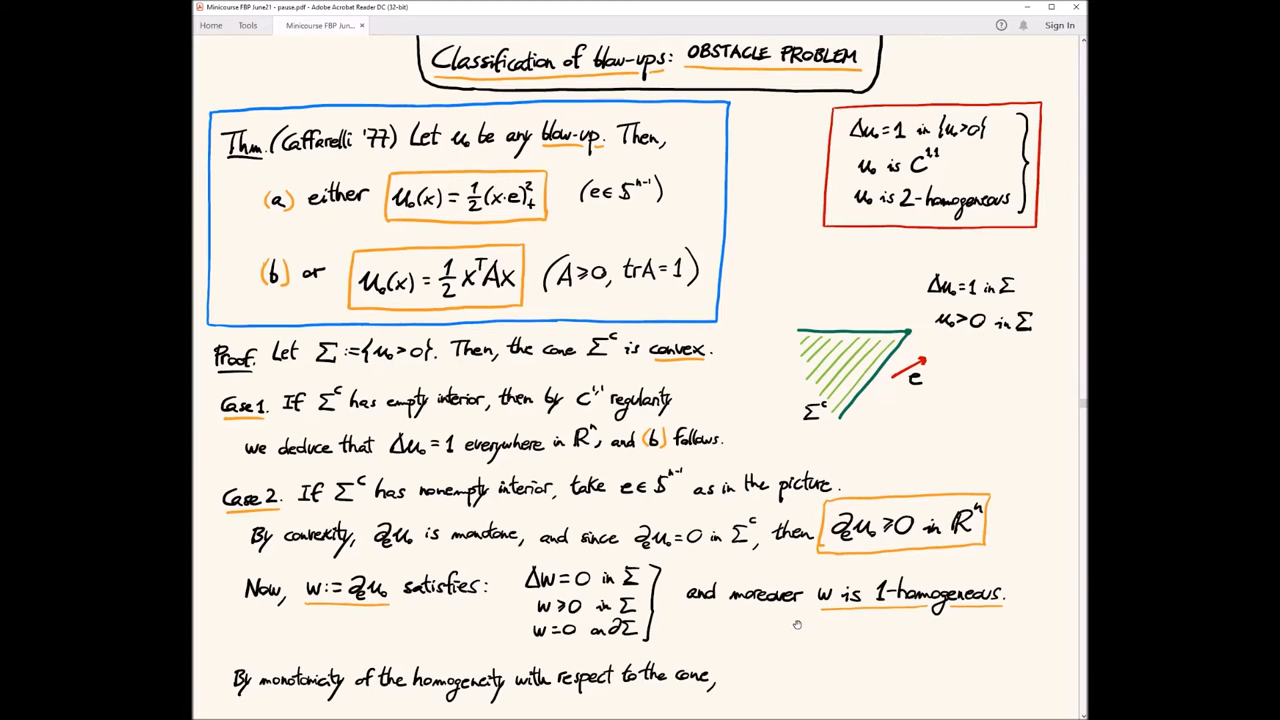 Minicourse FBP June21 - pause.pdf - Adobe Acrobat Reader DC (32-bit)
Home Tools Minicourse FBP June21 - p... × Sign In
Classification of blow-ups: OBSTACLE PROBLEM
Thm. (Caffarelli '77) Let u₀ be any blow-up. Then,
(a) either u₀(x) = ½(x·e)₊² (e ∈ 𝕊ⁿ⁻¹)
(b) or u₀(x) = ½xᵀAx (A ≥ 0, trA = 1)
Δu₀ = 1 in {u₀>0}
u₀ is C¹,¹
u₀ is 2-homogeneous
Δu₀ = 1 in Σ
u₀ > 0 in Σ
e
Σᶜ
Proof. Let Σ := {u₀>0}. Then, the cone Σᶜ is convex.
Case 1. If Σᶜ has empty interior, then by C¹,¹ regularity
we deduce that Δu₀ = 1 everywhere in ℝⁿ, and (b) follows.
Case 2. If Σᶜ has nonempty interior, take e ∈ 𝕊ⁿ⁻¹ as in the picture.
By convexity, ∂ₑu₀ is monotone, and since ∂ₑu₀ = 0 in Σᶜ, then ∂ₑu₀ ≥ 0 in ℝⁿ
Now, w := ∂ₑu₀ satisfies: Δw = 0 in Σ
w ≥ 0 in Σ
w = 0 on ∂Σ
and moreover w is 1-homogeneous.
By monotonicity of the homogeneity with respect to the cone,